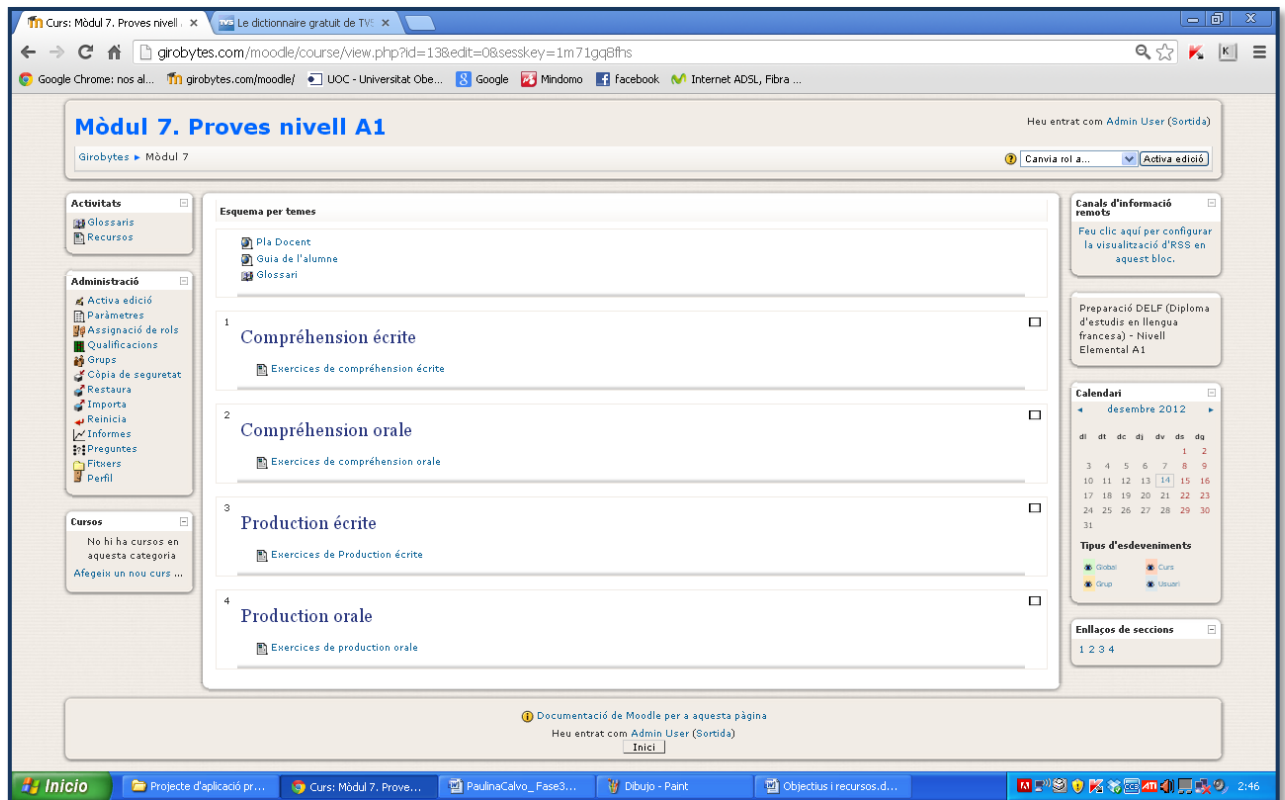 Curs: Mòdul 7. Proves nivell
Le dictionnaire gratuit de TV5
girobytes.com/moodle/course/view.php?id=13&edit=0&sesskey=1m71gq8fhs
Google Chrome: nos al...
girobytes.com/moodle/
UOC - Universitat Obe...
Google
Mindomo
facebook
Internet ADSL, Fibra ...
Mòdul 7. Proves nivell A1
Heu entrat com Admin User (Sortida)
Girobytes ► Mòdul 7
Canvia rol a...
Activa edició
Activitats
Glossaris
Recursos
Administració
Activa edició
Paràmetres
Assignació de rols
Qualificacions
Grups
Còpia de seguretat
Restaura
Importa
Reinicia
Informes
Preguntes
Fitxers
Perfil
Cursos
No hi ha cursos en
aquesta categoria
Afegeix un nou curs ...
Esquema per temes
Pla Docent
Guia de l'alumne
Glossari
1
Compréhension écrite
Exercices de compréhension écrite
2
Compréhension orale
Exercices de compréhension orale
3
Production écrite
Exercices de Production écrite
4
Production orale
Exercices de production orale
Canals d'informació
remots
Feu clic aquí per configurar
la visualització d'RSS en
aquest bloc.
Preparació DELF (Diploma
d'estudis en llengua
francesa) - Nivell
Elemental A1
Calendari
◄ desembre 2012 ►
dl dt dc dj dv ds dg
1 2
3 4 5 6 7 8 9
10 11 12 13 14 15 16
17 18 19 20 21 22 23
24 25 26 27 28 29 30
31
Tipus d'esdeveniments
Global Curs
Grup Usuari
Enllaços de seccions
1 2 3 4
Documentació de Moodle per a aquesta pàgina
Heu entrat com Admin User (Sortida)
Inici
Inicio
Projecte d'aplicació pr...
Curs: Mòdul 7. Prove...
PaulinaCalvo_ Fase3...
Dibujo - Paint
Objectius i recursos.d...
2:46